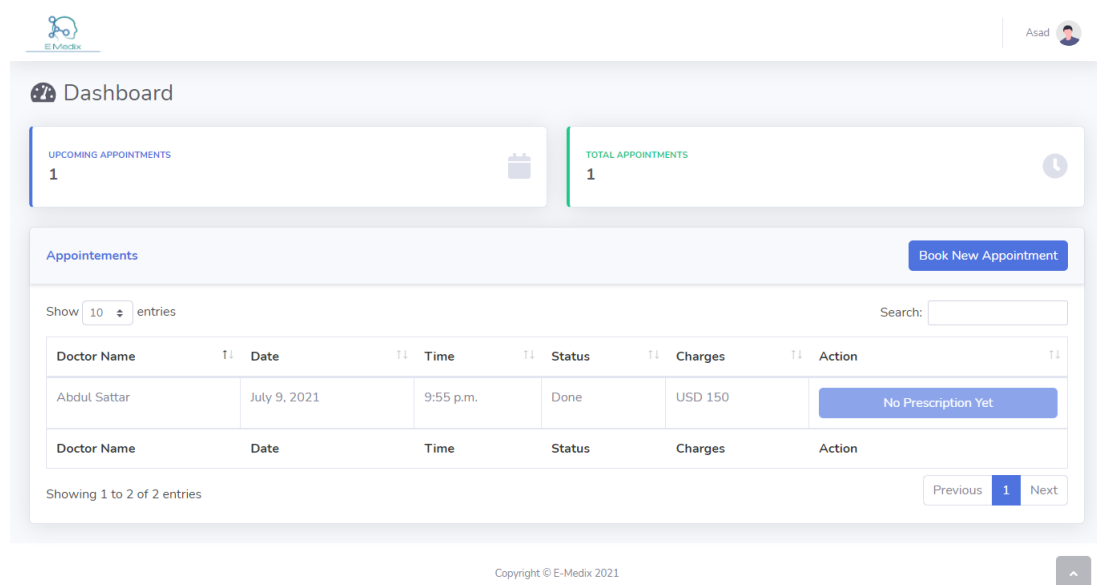 E Medix
Asad
Dashboard
UPCOMING APPOINTMENTS
1
TOTAL APPOINTMENTS
1
Appointements
Book New Appointment
Show 10 entries
Search:
Doctor Name Date Time Status Charges Action
Abdul Sattar July 9, 2021 9:55 p.m. Done USD 150 No Prescription Yet
Doctor Name Date Time Status Charges Action
Showing 1 to 2 of 2 entries
Previous 1 Next
Copyright © E-Medix 2021